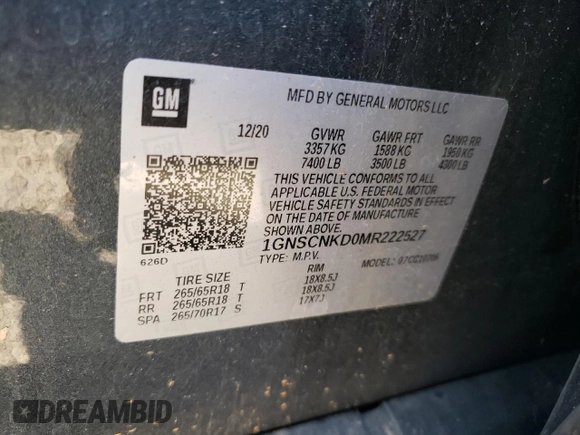 GM
MFD BY GENERAL MOTORS LLC
12/20 GVWR GAWR FRT GAWR RR
3357 KG 1588 KG 1950 KG
7400 LB 3500 LB 4300 LB
THIS VEHICLE CONFORMS TO ALL
APPLICABLE U.S. FEDERAL MOTOR
VEHICLE SAFETY STANDARDS IN EFFECT
ON THE DATE OF MANUFACTURE
SHOWN ABOVE.
1GNSCNKD0MR222527
626D
TYPE: M.P.V. MODEL:
TIRE SIZE RIM
FRT 265/65R18 T 18X8.5J
RR 265/65R18 T 18X8.5J
SPA 265/70R17 S 17X7J
DREAMBID